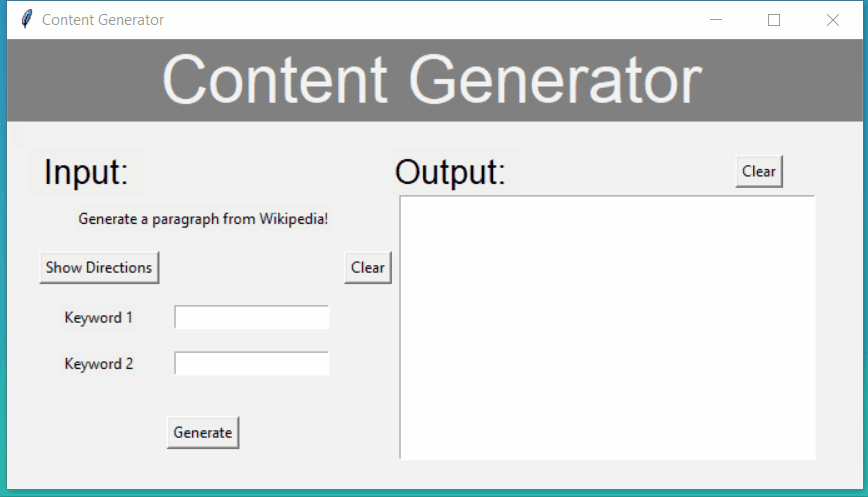 Content Generator
Content Generator
Input:
Generate a paragraph from Wikipedia!
Show Directions
Clear
Keyword 1
Keyword 2
Generate
Output:
Clear